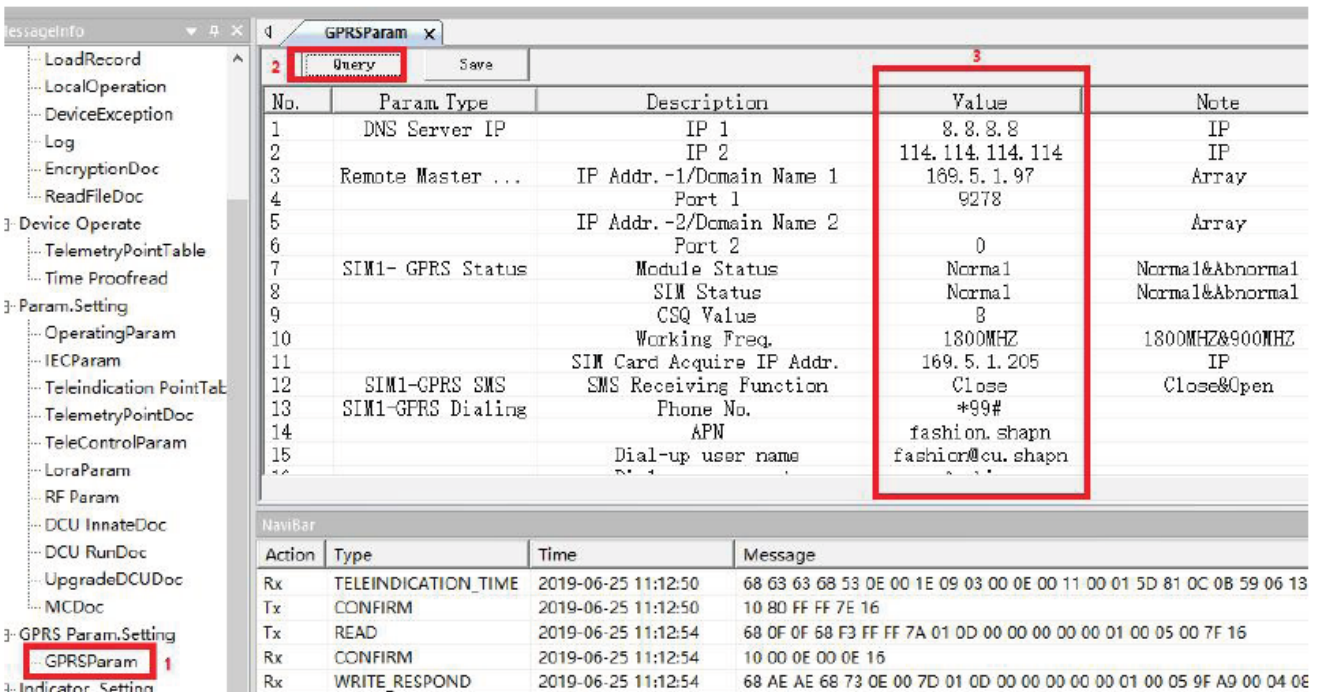 MessageInfo
LoadRecord
LocalOperation
DeviceException
Log
EncryptionDoc
ReadFileDoc
Device Operate
TelemetryPointTable
Time Proofread
Param.Setting
OperatingParam
IECParam
Teleindication PointTab
TelemetryPointDoc
TeleControlParam
LoraParam
RF Param
DCU InnateDoc
DCU RunDoc
UpgradeDCUDoc
MCDoc
GPRS Param.Setting
GPRSParam 1
Indicator Setting
GPRSParam x
2 Query Save 3
No. Param Type Description Value Note
1 DNS Server IP IP 1 8.8.8.8 IP
2 IP 2 114.114.114.114 IP
3 Remote Master ... IP Addr.-1/Domain Name 1 169.5.1.97 Array
4 Port 1 9278
5 IP Addr.-2/Domain Name 2 Array
6 Port 2 0
7 SIM1- GPRS Status Module Status Normal Normal&Abnormal
8 SIM Status Normal Normal&Abnormal
9 CSQ Value 8
10 Working Freq. 1800MHZ 1800MHZ&900MHZ
11 SIM Card Acquire IP Addr. 169.5.1.205 IP
12 SIM1-GPRS SMS SMS Receiving Function Close Close&Open
13 SIM1-GPRS Dialing Phone No. *99#
14 APN fashion.shapn
15 Dial-up user name fashion@cu.shapn
NaviBar
Action Type Time Message
Rx TELEINDICATION_TIME 2019-06-25 11:12:50 68 63 63 68 53 0E 00 1E 09 03 00 0E 00 11 00 01 5D 81 0C 0B 59 06 13
Tx CONFIRM 2019-06-25 11:12:50 10 80 FF FF 7E 16
Tx READ 2019-06-25 11:12:54 68 0F 0F 68 F3 FF FF 7A 01 0D 00 00 00 00 00 01 00 05 00 7F 16
Rx CONFIRM 2019-06-25 11:12:54 10 00 0E 00 0E 16
Rx WRITE_RESPOND 2019-06-25 11:12:54 68 AE AE 68 73 0E 00 7D 01 0D 00 00 00 00 00 01 00 05 9F A9 00 04 08